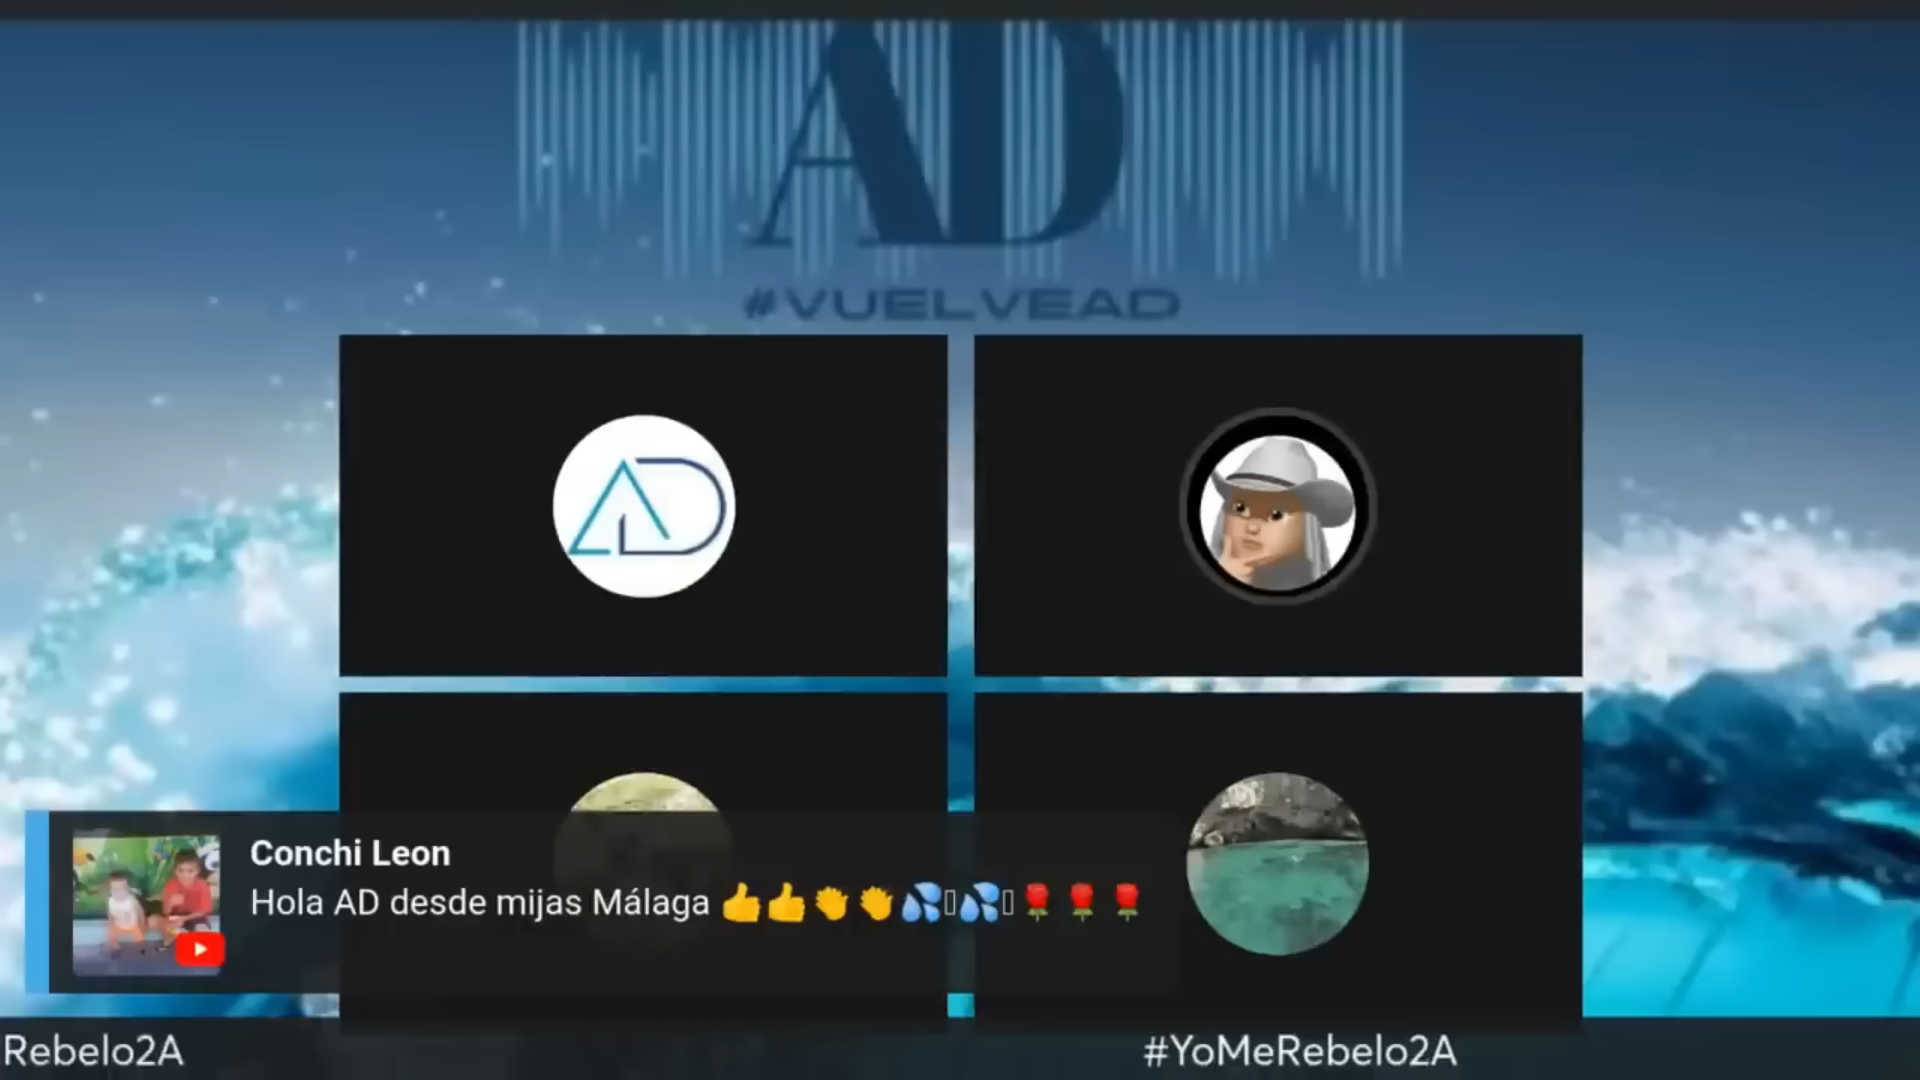 AD
#VUELVEAD
AD
Conchi Leon
Hola AD desde mijas Málaga 👍👍👏👏💦▯💦▯🌹🌹🌹
Rebelo2A
#YoMeRebelo2A